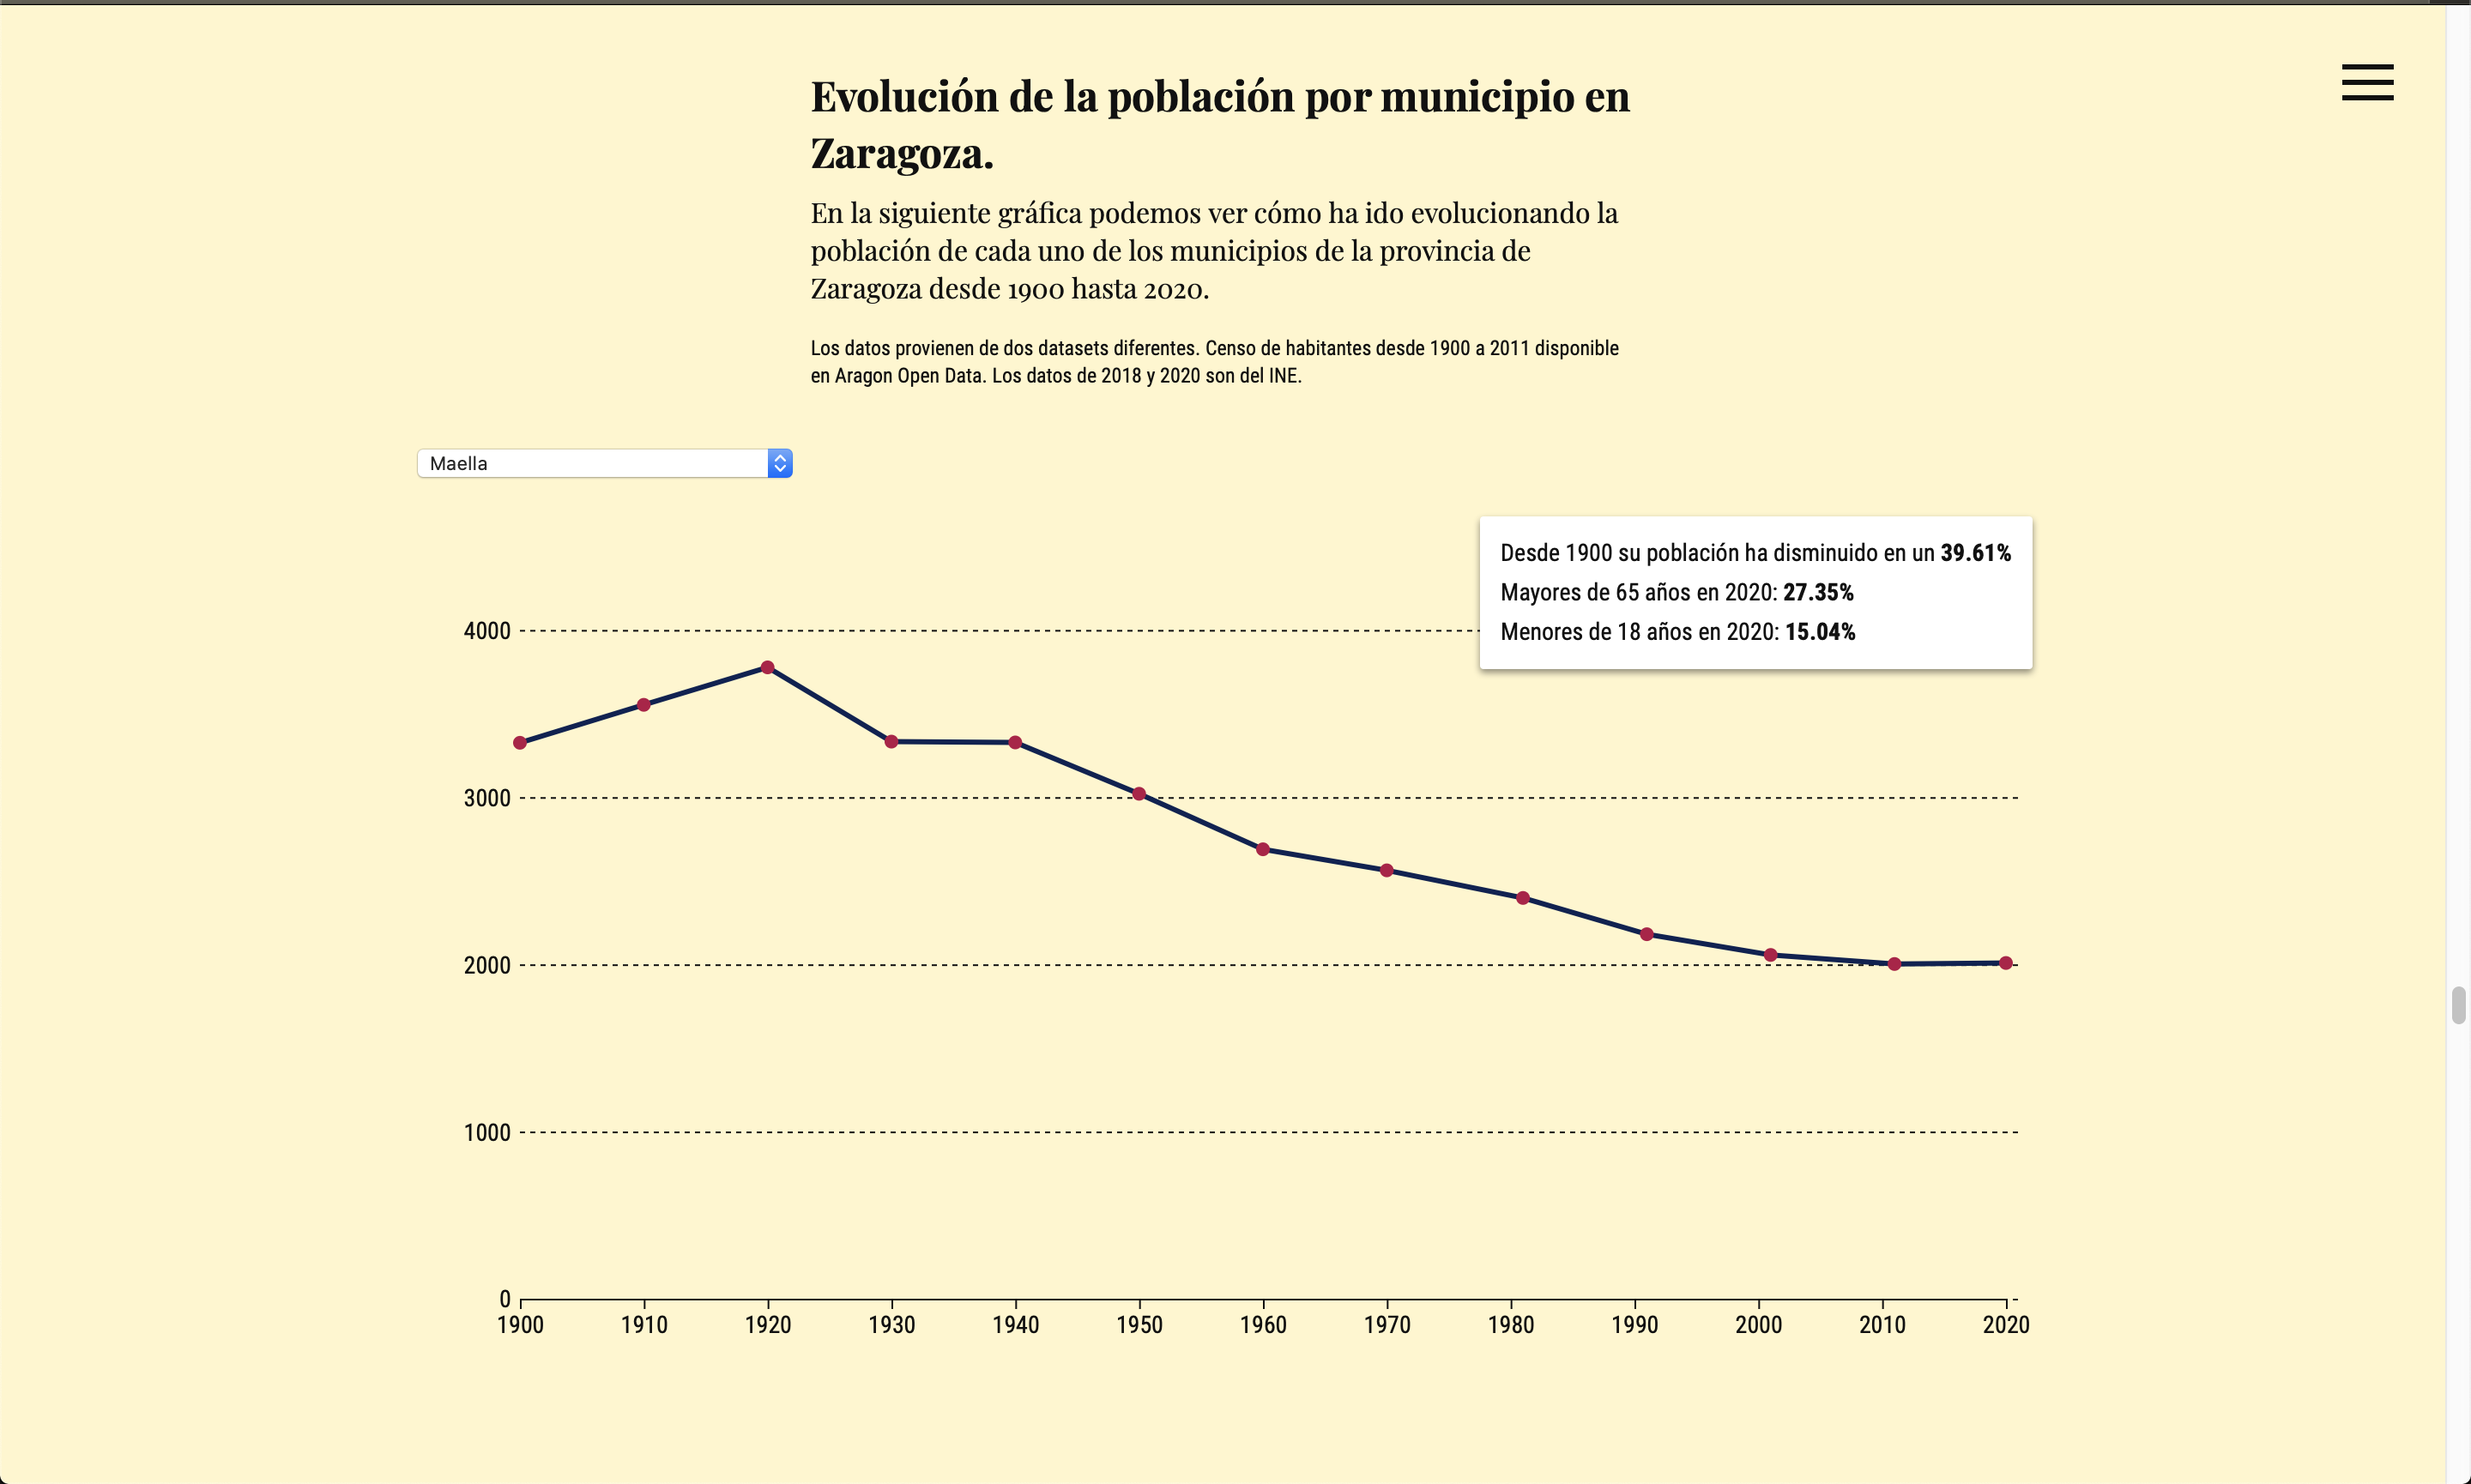 Evolución de la población por municipio en
Zaragoza.
En la siguiente gráfica podemos ver cómo ha ido evolucionando la
población de cada uno de los municipios de la provincia de
Zaragoza desde 1900 hasta 2020.
Los datos provienen de dos datasets diferentes. Censo de habitantes desde 1900 a 2011 disponible
en Aragon Open Data. Los datos de 2018 y 2020 son del INE.
Maella
Desde 1900 su población ha disminuido en un 39.61%
Mayores de 65 años en 2020: 27.35%
Menores de 18 años en 2020: 15.04%
4000
3000
2000
1000
0
1900 1910 1920 1930 1940 1950 1960 1970 1980 1990 2000 2010 2020